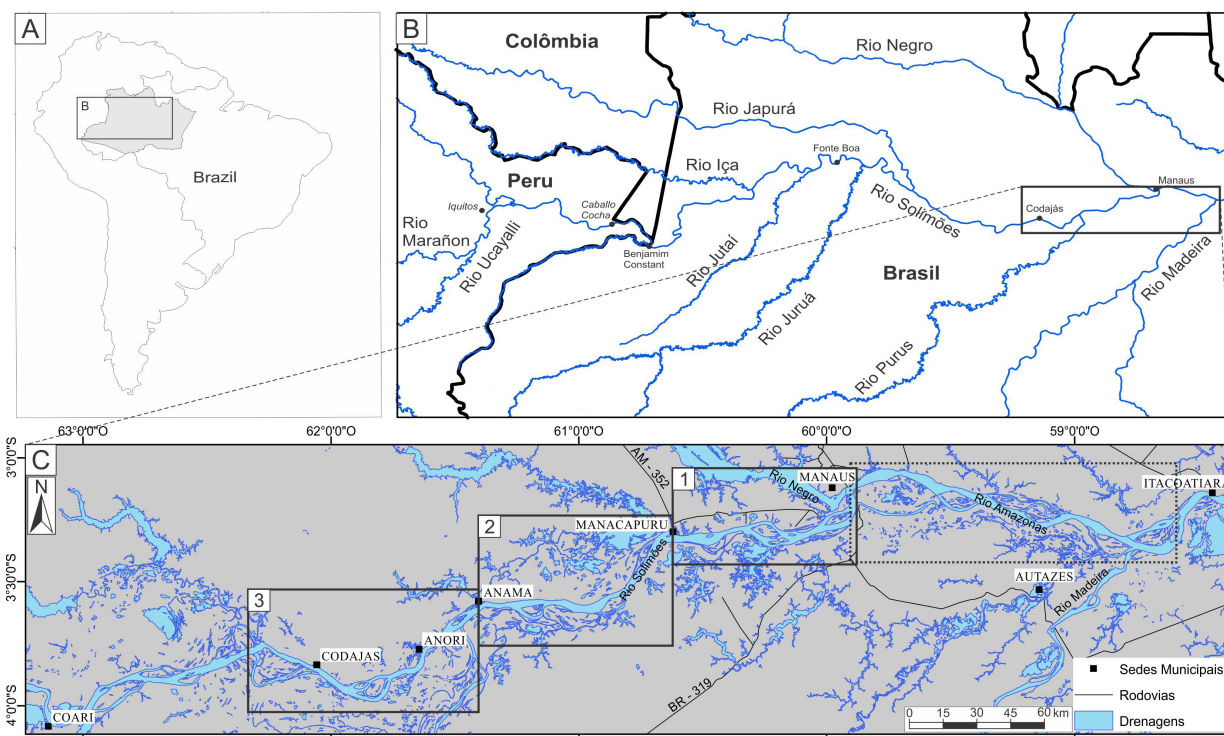 A
B
Brazil
B
Colômbia
Rio Negro
Rio Japurá
Fonte Boa
Rio Iça
Manaus
Peru
Iquitos
Caballo
Cocha
Rio Solimões
Codajás
Rio
Marañon
Rio Ucayalli
Benjamim
Constant
Rio Jutaí
Brasil
Rio Madeira
Rio Juruá
Rio Purus
63°0'0"O
62°0'0"O
61°0'0"O
60°0'0"O
59°0'0"O
3°0'0"S
C
N
AM - 352
1
MANAUS
Rio Negro
ITACOATIARA
Rio Amazonas
2
MANACAPURU
Rio Solimões
3°30'0"S
3
ANAMA
AUTAZES
Rio Madeira
ANORI
CODAJAS
BR - 319
4°0'0"S
COARI
Sedes Municipais
Rodovias
Drenagens
0 15 30 45 60 km